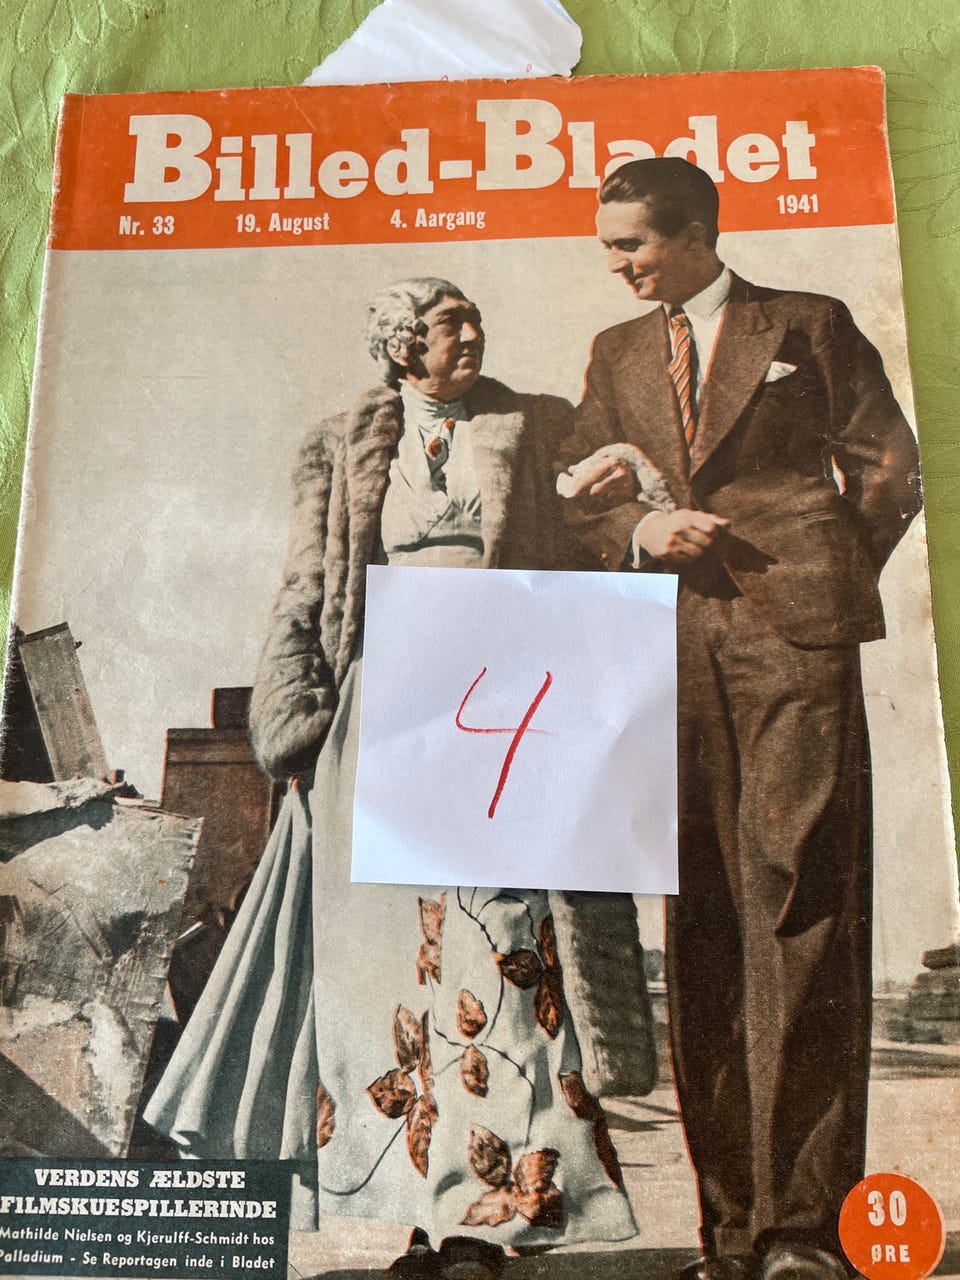 Billed-Bladet
Nr. 33 19. August 4. Aargang 1941
4
VERDENS ÆLDSTE
FILMSKUESPILLERINDE
Mathilde Nielsen og Kjerulff-Schmidt hos
Palladium - Se Reportagen inde i Bladet
30
ØRE